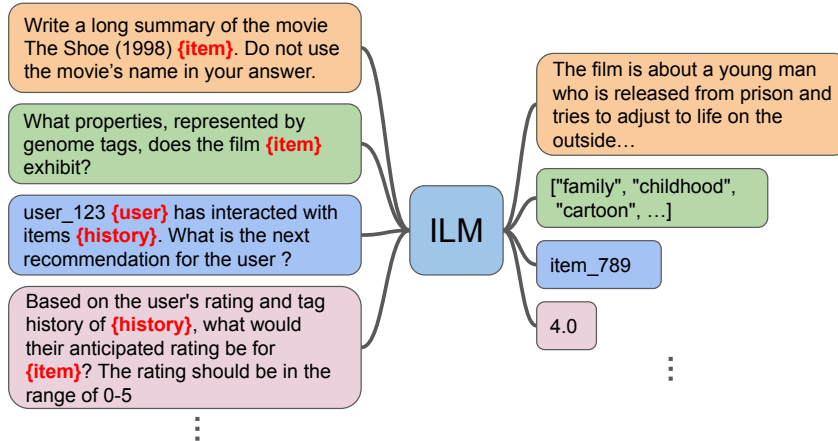 Write a long summary of the movie
The Shoe (1998) {item}. Do not use
the movie's name in your answer.
What properties, represented by
genome tags, does the film {item}
exhibit?
user_123 {user} has interacted with
items {history}. What is the next
recommendation for the user ?
Based on the user's rating and tag
history of {history}, what would
their anticipated rating be for
{item}? The rating should be in the
range of 0-5
ILM
The film is about a young man
who is released from prison and
tries to adjust to life on the
outside…
["family", "childhood",
"cartoon", …]
item_789
4.0